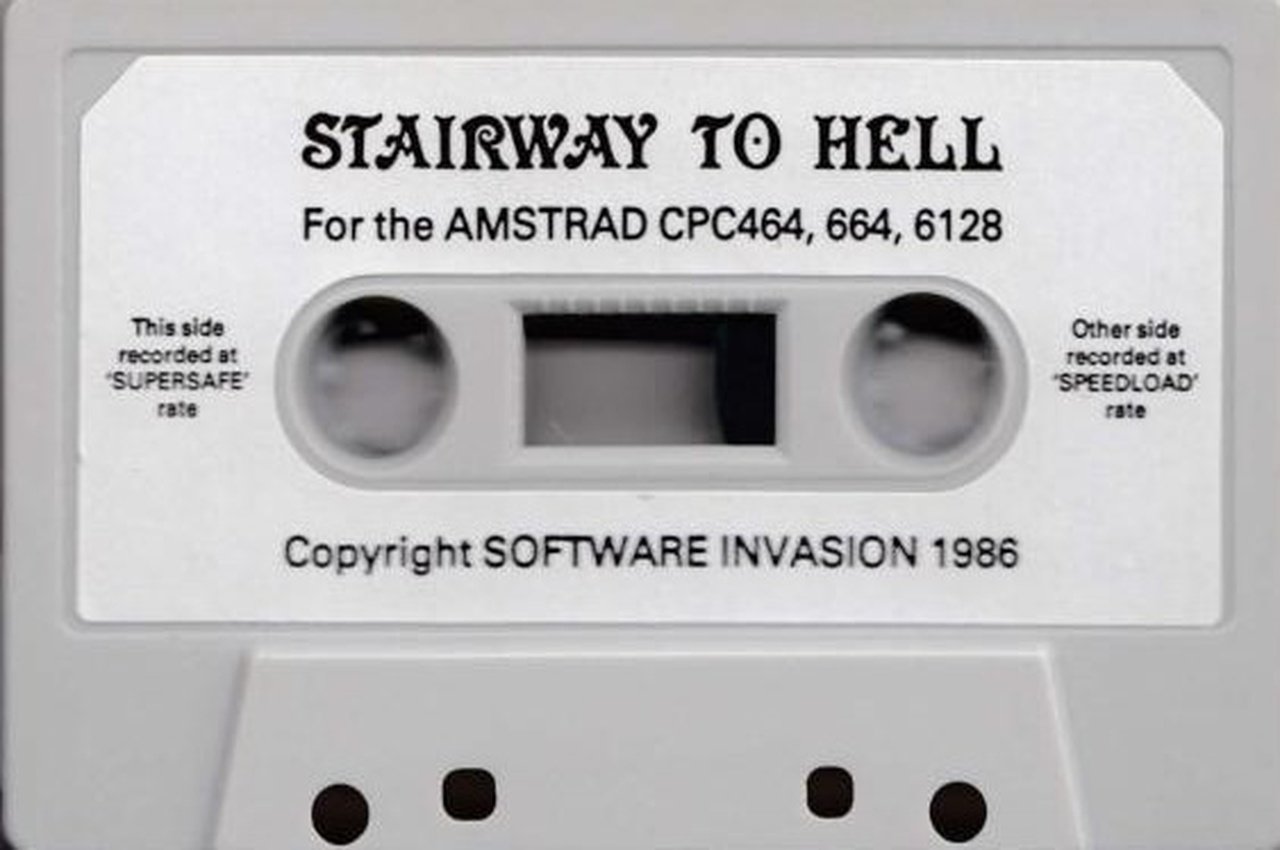 STAIRWAY TO HELL
For the AMSTRAD CPC464, 664, 6128
This side
recorded at
"SUPERSAFE"
rate
Other side
recorded at
"SPEEDLOAD"
rate
Copyright SOFTWARE INVASION 1986